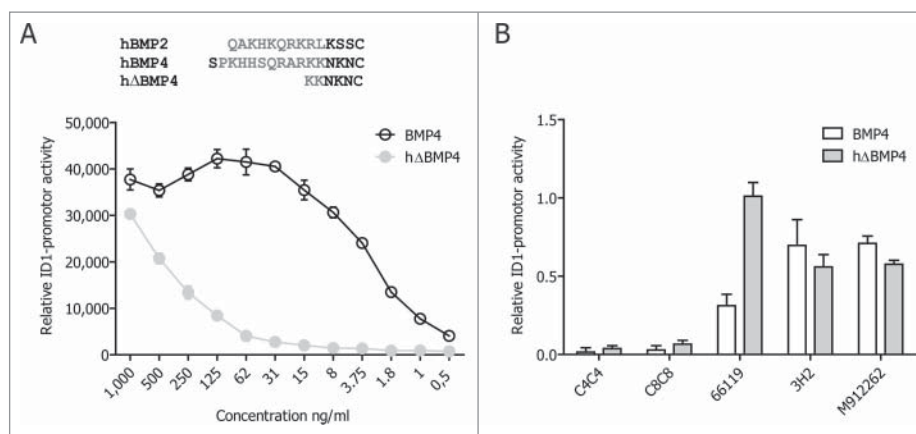 A
hBMP2 QAKHKQRKRLKSSC
hBMP4 SPKHHSQRARKKNKNC
hΔBMP4 KKNKNC
Relative ID1-promotor activity
50,000
40,000
30,000
20,000
10,000
0
BMP4
hΔBMP4
1,000 500 250 125 62 31 15 8 3.75 1.8 1 0,5
Concentration ng/ml
B
Relative ID1-promotor activity
1.5
1.0
0.5
0.0
BMP4
hΔBMP4
C4C4 C8C8 66119 3H2 M912262